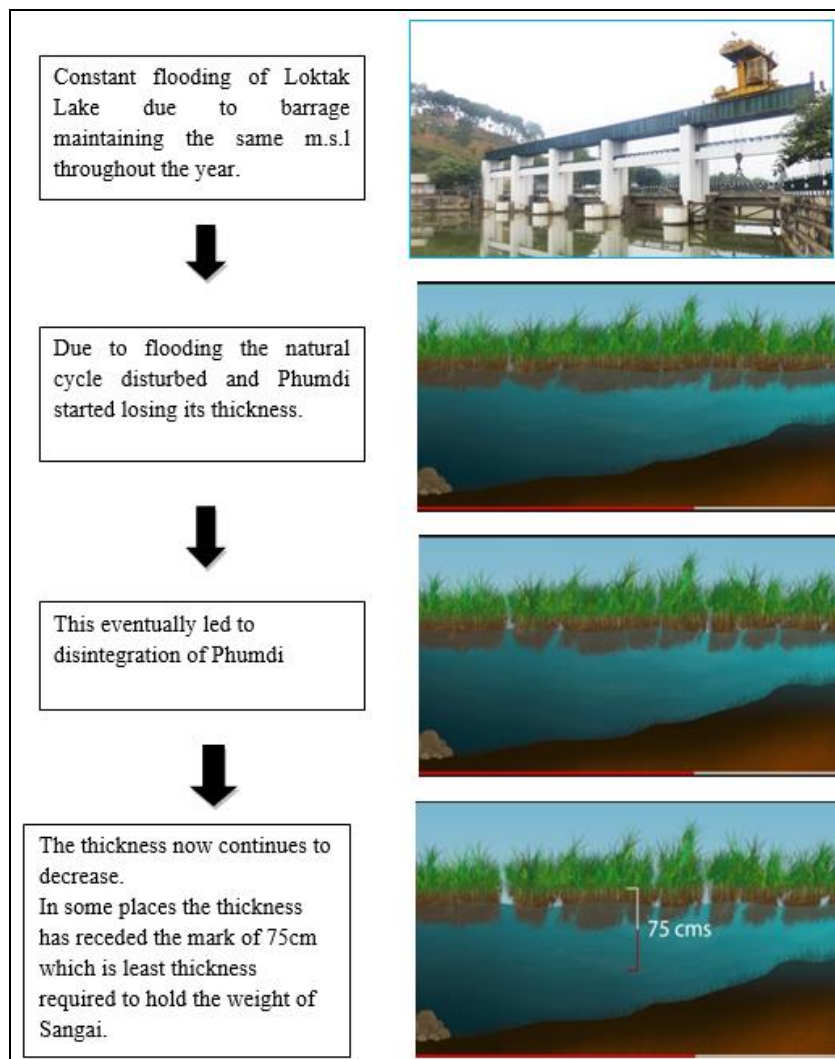 Constant flooding of Loktak
Lake due to barrage
maintaining the same m.s.l
throughout the year.
Due to flooding the natural
cycle disturbed and Phumdi
started losing its thickness.
This eventually led to
disintegration of Phumdi
The thickness now continues to
decrease.
In some places the thickness
has receded the mark of 75cm
which is least thickness
required to hold the weight of
Sangai.
75 cms